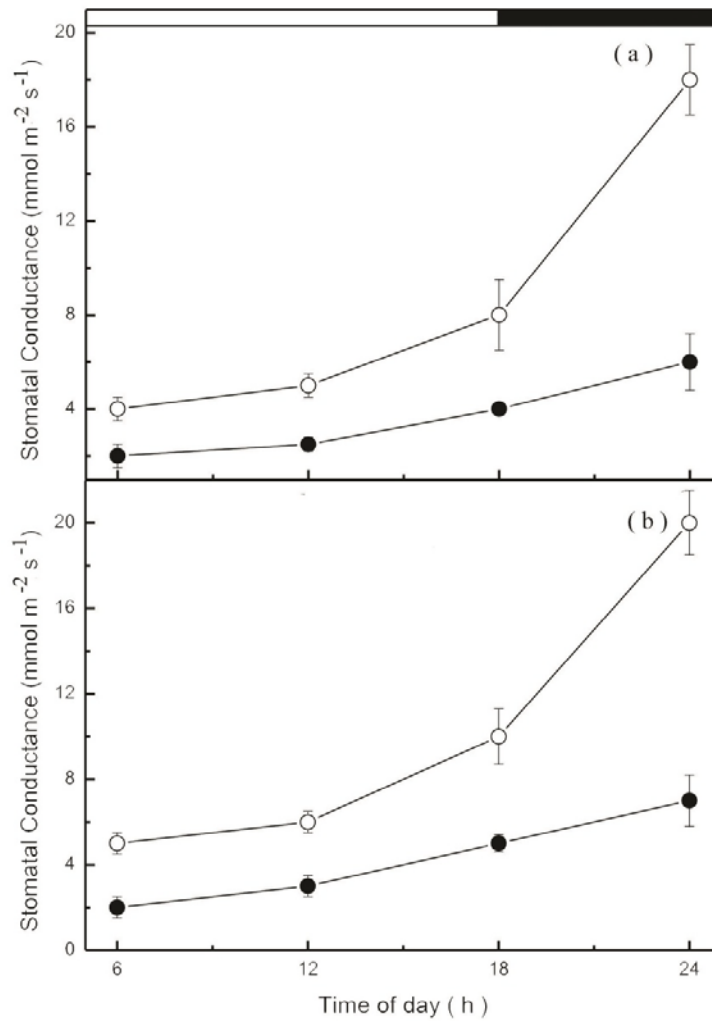 20
16
12
8
4
Stomatal Conductance (mmol m⁻² s⁻¹)
( a )
20
16
12
8
4
0
Stomatal Conductance (mmol m⁻² s⁻¹)
( b )
6 12 18 24
Time of day ( h )